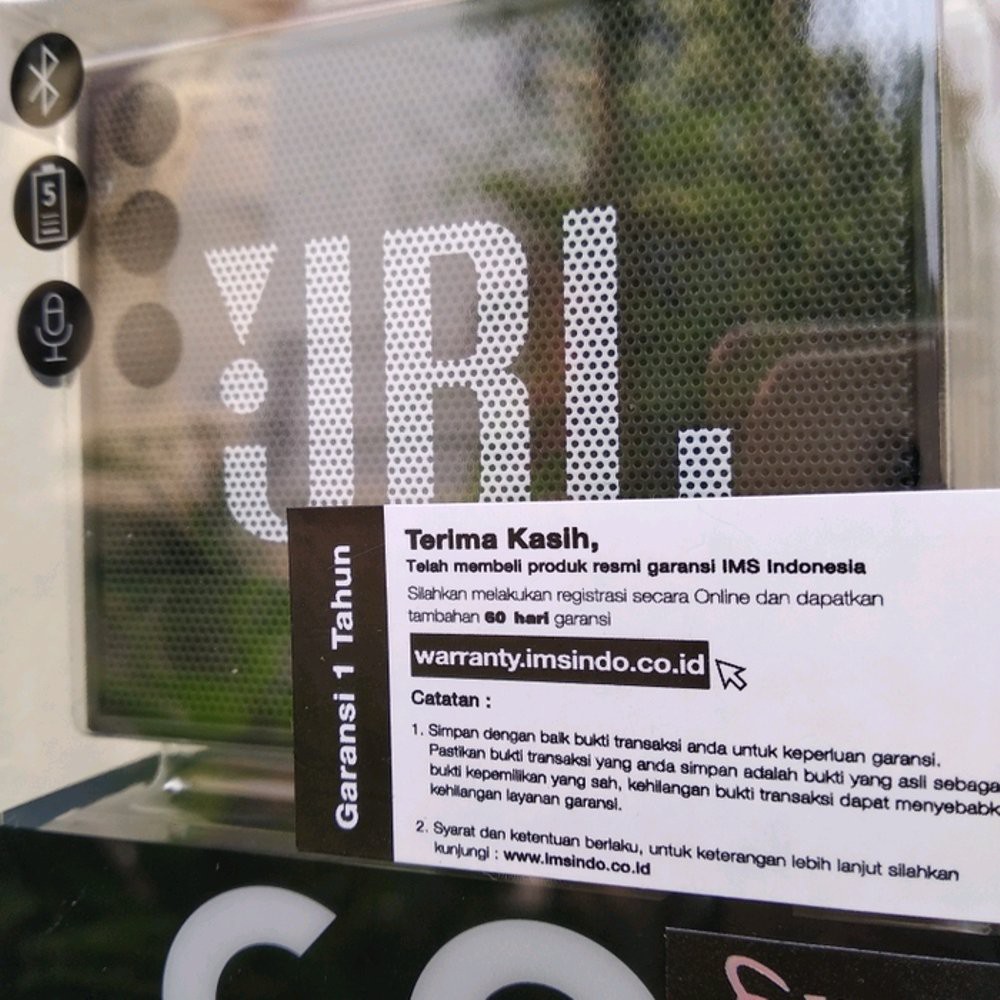 5
JBL
Garansi 1 Tahun
Terima Kasih,
Telah membeli produk resmi garansi IMS Indonesia
Silahkan melakukan registrasi secara Online dan dapatkan
tambahan 60 hari garansi
warranty.imsindo.co.id
Catatan :
1. Simpan dengan baik bukti transaksi anda untuk keperluan garansi.
Pastikan bukti transaksi yang anda simpan adalah bukti yang asli sebaga
bukti kepemilikan yang sah, kehilangan bukti transaksi dapat menyebabk
kehilangan layanan garansi.
2. Syarat dan ketentuan berlaku, untuk keterangan lebih lanjut silahkan
kunjungi : www.imsindo.co.id